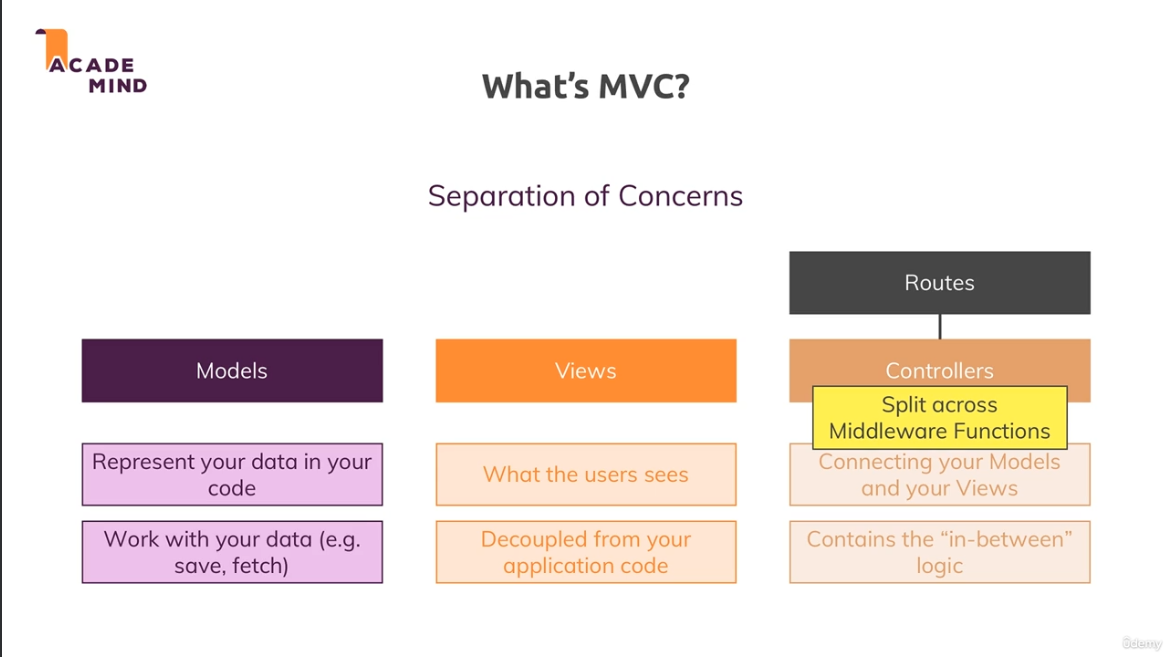 ACADE
MIND
What's MVC?
Separation of Concerns
Routes
Models
Views
Controllers
Split across
Middleware Functions
Represent your data in your
code
What the users sees
Connecting your Models
and your Views
Work with your data (e.g.
save, fetch)
Decoupled from your
application code
Contains the “in-between”
logic
ûdemy